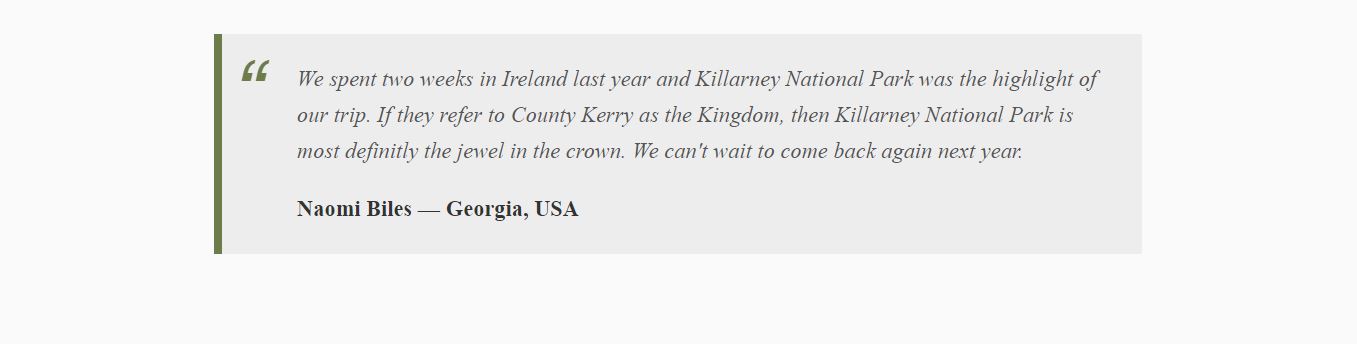 “
We spent two weeks in Ireland last year and Killarney National Park was the highlight of
our trip. If they refer to County Kerry as the Kingdom, then Killarney National Park is
most definitly the jewel in the crown. We can't wait to come back again next year.
Naomi Biles — Georgia, USA